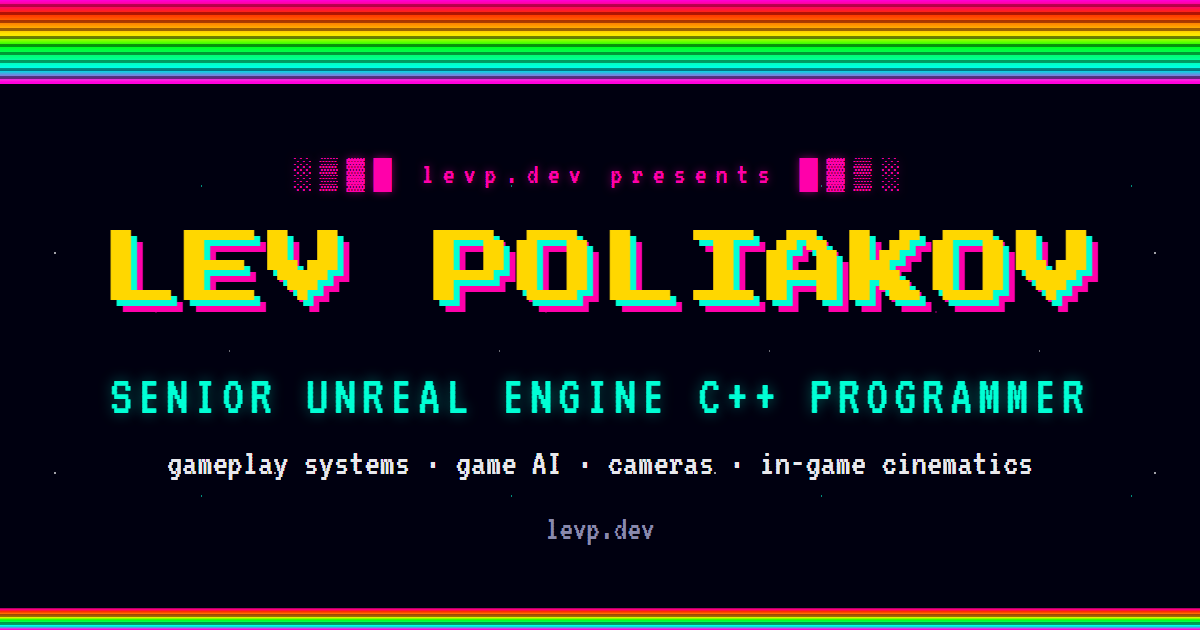 ░▒▓█ levp.dev presents █▓▒░
LEV POLIAKOV
SENIOR UNREAL ENGINE C++ PROGRAMMER
gameplay systems · game AI · cameras · in-game cinematics
levp.dev